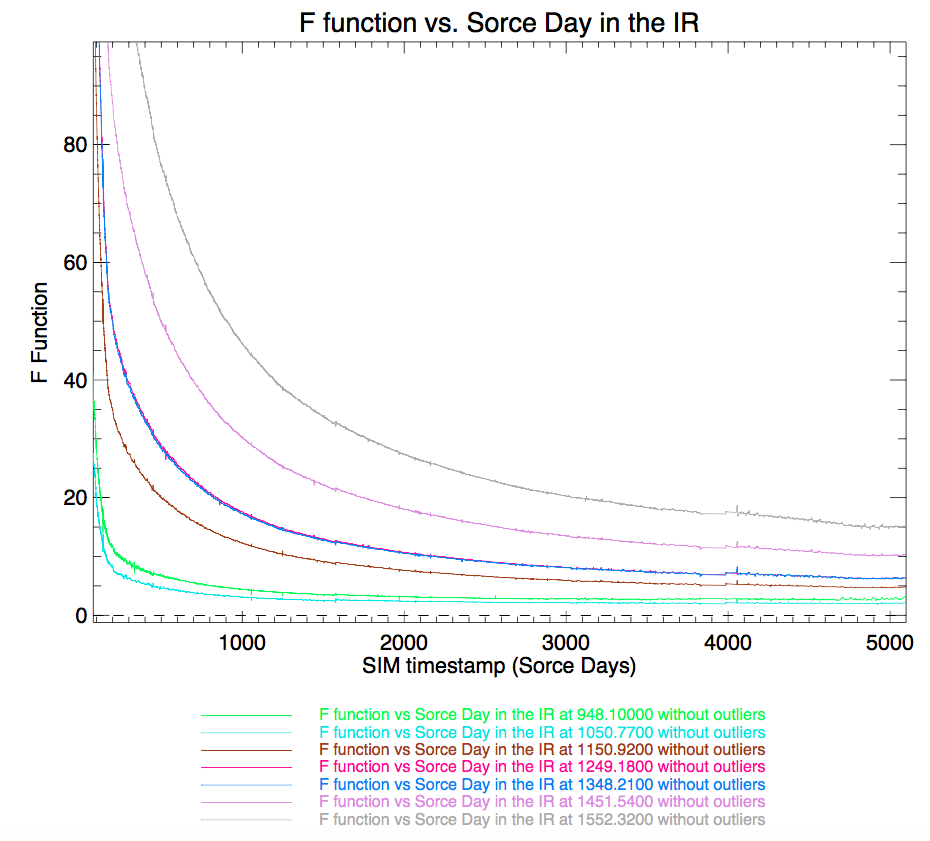 F function vs. Sorce Day in the IR
80
60
40
20
0
F Function
1000 2000 3000 4000 5000
SIM timestamp (Sorce Days)
F function vs Sorce Day in the IR at 948.10000 without outliers
F function vs Sorce Day in the IR at 1050.7700 without outliers
F function vs Sorce Day in the IR at 1150.9200 without outliers
F function vs Sorce Day in the IR at 1249.1800 without outliers
F function vs Sorce Day in the IR at 1348.2100 without outliers
F function vs Sorce Day in the IR at 1451.5400 without outliers
F function vs Sorce Day in the IR at 1552.3200 without outliers